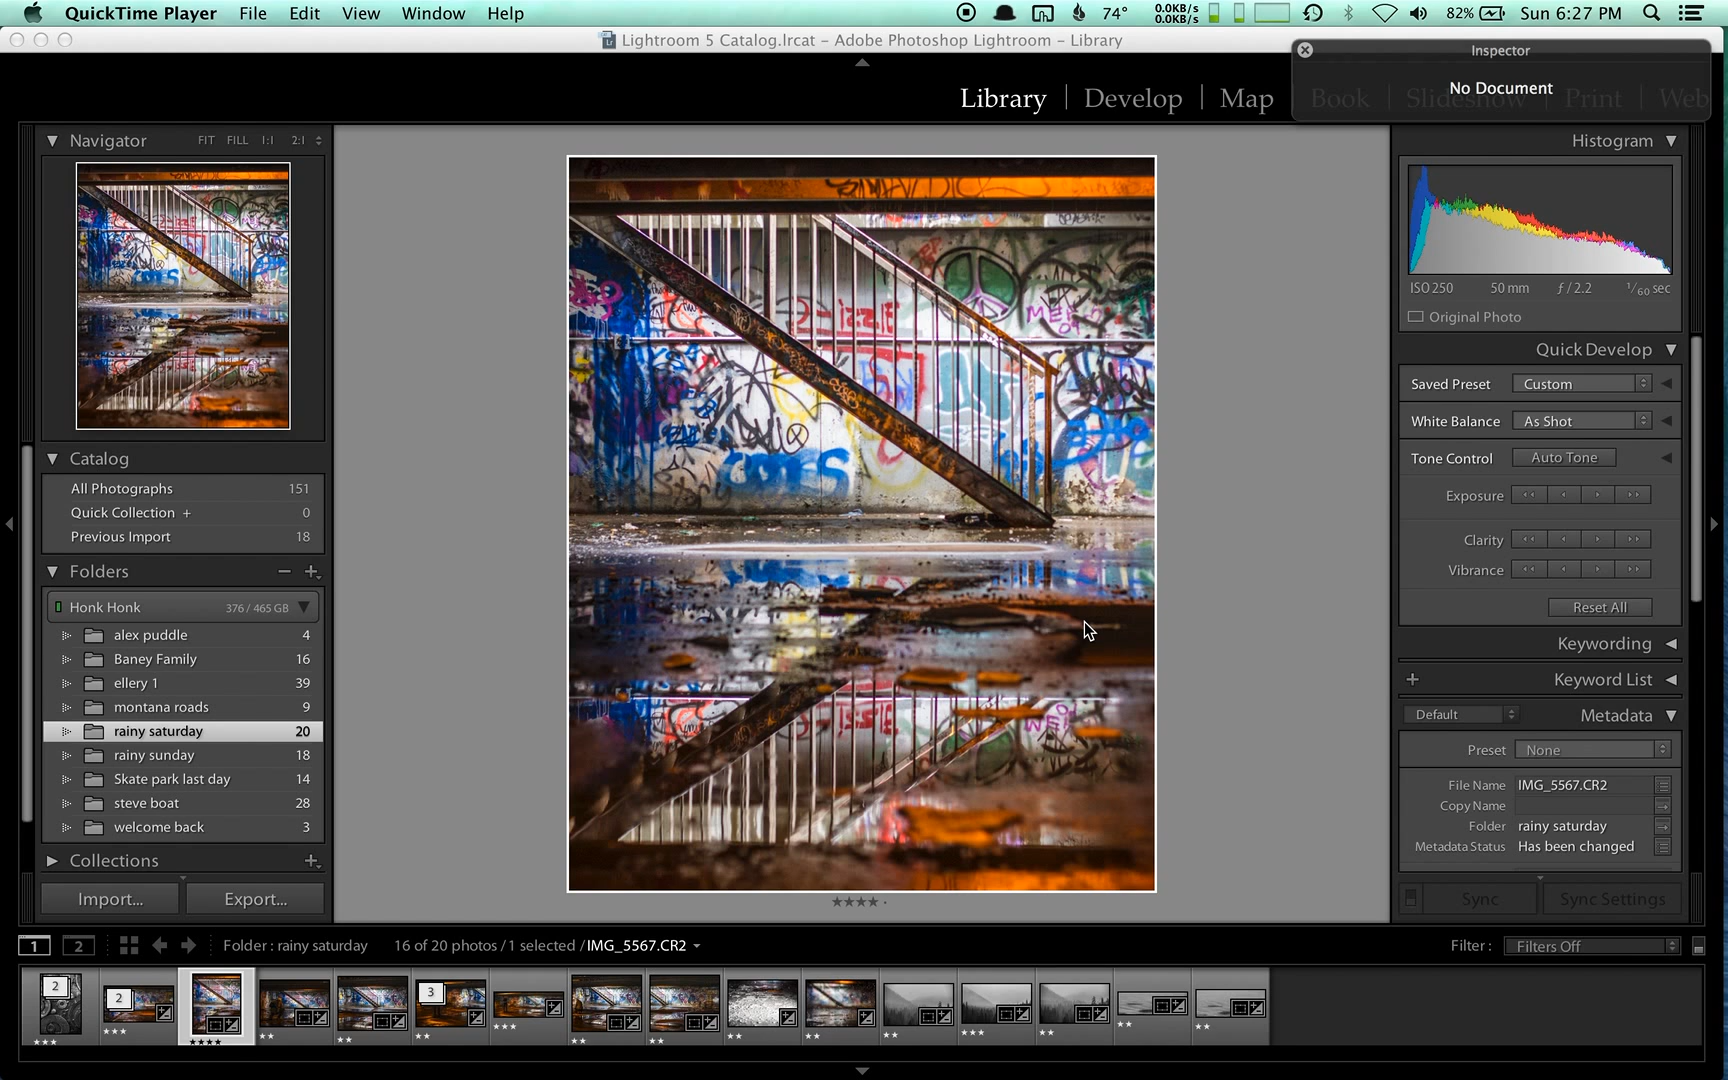 QuickTime Player File Edit View Window Help 74° 0.0KB/s 0.0KB/s 82% Sun 6:27 PM
Lightroom 5 Catalog.lrcat – Adobe Photoshop Lightroom – Library
Inspector
No Document
Library | Develop | Map | Book | Slideshow | Print | Web
Navigator FIT FILL 1:1 2:1
Catalog
All Photographs 151
Quick Collection + 0
Previous Import 18
Folders
Honk Honk 376 / 465 GB
alex puddle 4
Baney Family 16
ellery 1 39
montana roads 9
rainy saturday 20
rainy sunday 18
Skate park last day 14
steve boat 28
welcome back 3
Collections
Import... Export...
Histogram
ISO 250 50 mm ƒ / 2.2 1/60 sec
Original Photo
Quick Develop
Saved Preset Custom
White Balance As Shot
Tone Control Auto Tone
Exposure
Clarity
Vibrance
Reset All
Keywording
Keyword List
Default Metadata
Preset None
File Name IMG_5567.CR2
Copy Name
Folder rainy saturday
Metadata Status Has been changed
Sync Sync Settings
1 2 Folder : rainy saturday 16 of 20 photos / 1 selected / IMG_5567.CR2 Filter : Filters Off
2 2 3